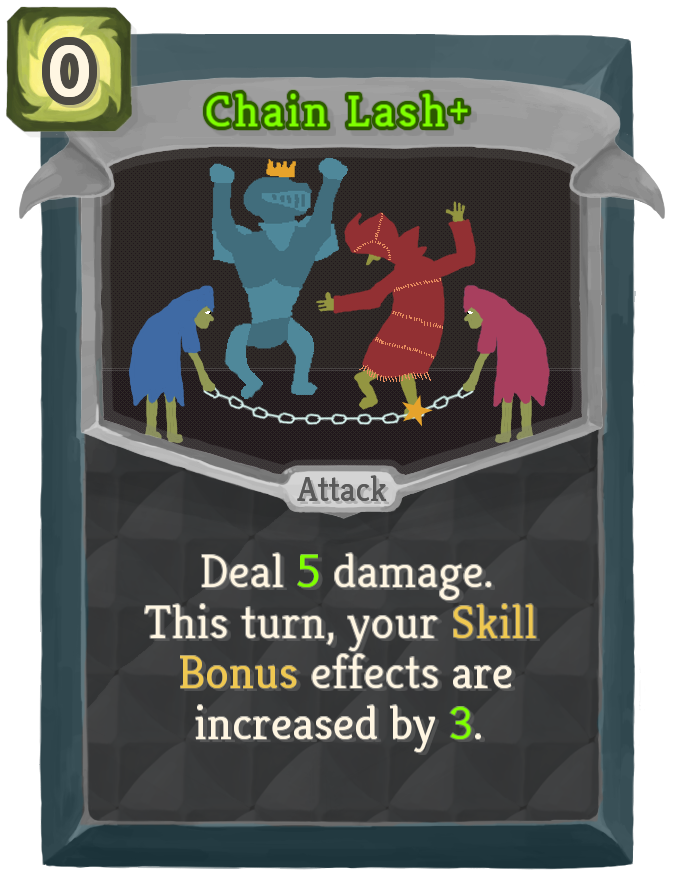 0
Chain Lash+
Attack
Deal 5 damage.
This turn, your Skill
Bonus effects are
increased by 3.